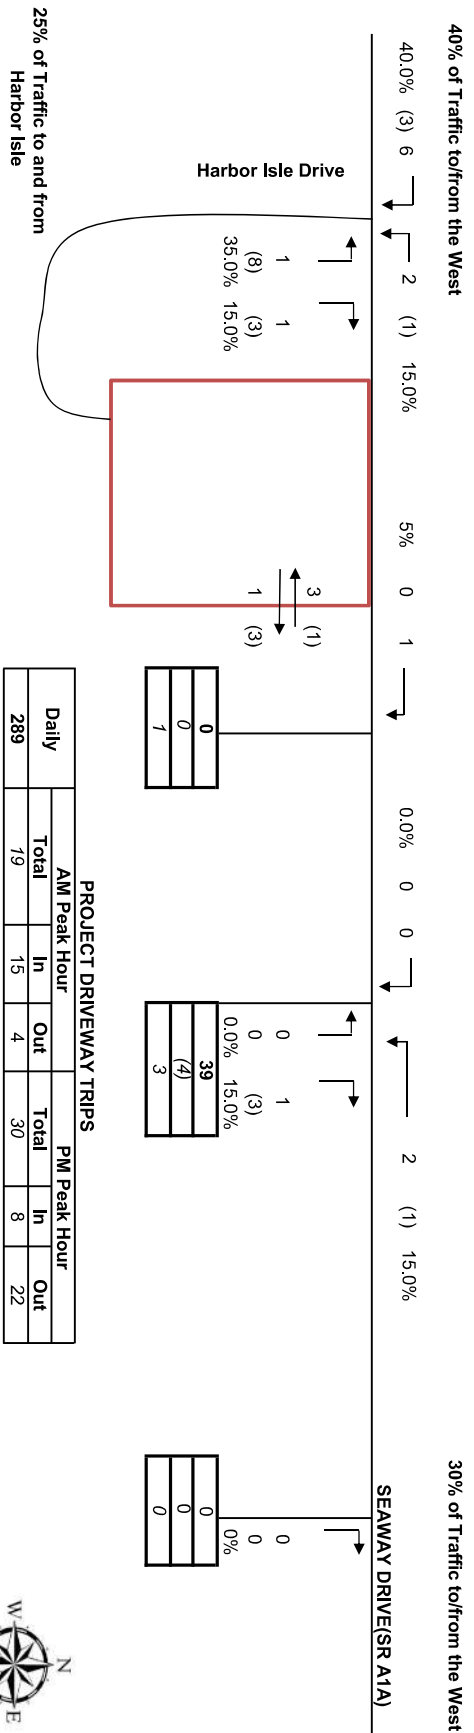 40% of Traffic to/from the West
30% of Traffic to/from the West
40.0% (3) 6
2 (1) 15.0%
5% 0 1
0.0% 0 0
2 (1) 15.0%
SEAWAY DRIVE(SR A1A)
Harbor Isle Drive
1 1
(8) (3)
35.0% 15.0%
3 (1)
1 (3)
0
0
1
0 1
0 (3)
0.0% 15.0%
39
(4)
3
0
0
0%
0
0
0
25% of Traffic to and from
Harbor Isle
PROJECT DRIVEWAY TRIPS
Daily AM Peak Hour PM Peak Hour
Total In Out Total In Out
289 19 15 4 30 8 22
N
W E